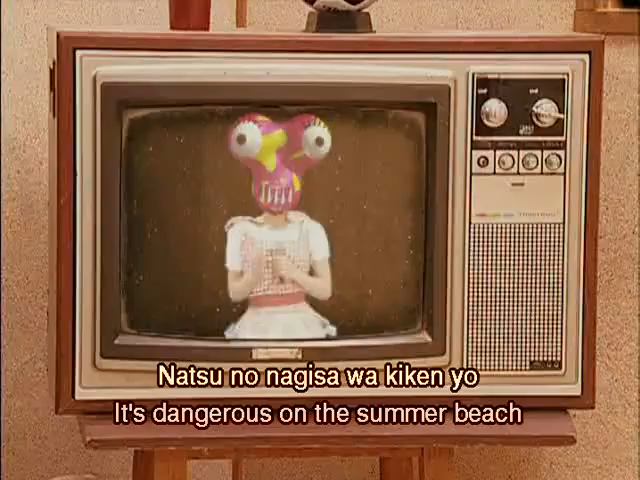 Natsu no nagisa wa kiken yo
It's dangerous on the summer beach